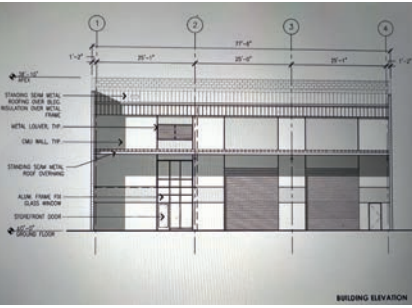 1
2
3
4
77'-8"
1'-2"
25'-1"
25'-0"
25'-1"
1'-2"
APEX
STANDING SEAM METAL
ROOFING OVER BLDG.
INSULATION OVER METAL
FRAME
METAL LOUVER, TYP.
CMU WALL, TYP.
STANDING SEAM METAL
ROOF OVERHANG
ALUM. FRAME FIX
GLASS WINDOW
STOREFRONT DOOR
GROUND FLOOR
BUILDING ELEVATION